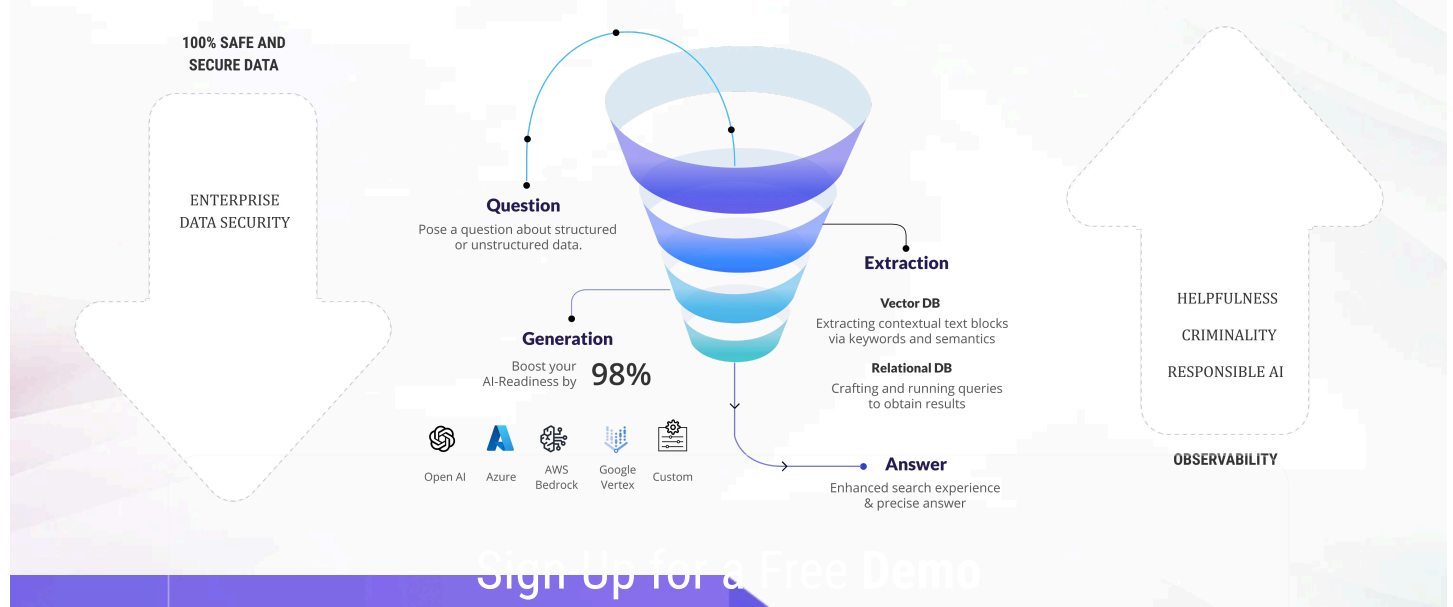 100% SAFE AND
SECURE DATA
ENTERPRISE
DATA SECURITY
Question
Pose a question about structured
or unstructured data.
Extraction
Vector DB
Extracting contextual text blocks
via keywords and semantics
Relational DB
Crafting and running queries
to obtain results
Generation
Boost your
AI-Readiness by
98%
Open AI
Azure
AWS
Bedrock
Google
Vertex
Custom
Answer
Enhanced search experience
& precise answer
HELPFULNESS
CRIMINALITY
RESPONSIBLE AI
OBSERVABILITY
Sign-Up for a Free Demo